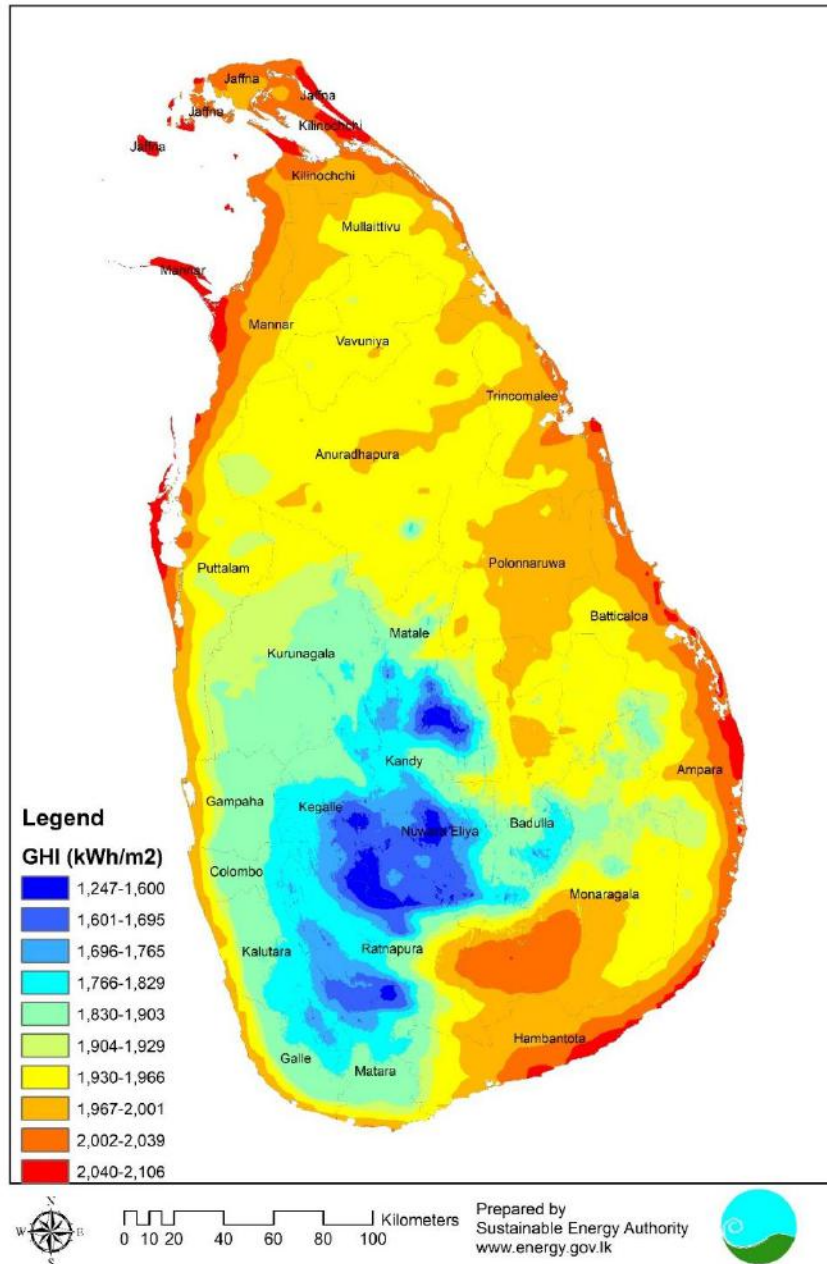 Jaffna
Jaffna
Jaffna
Kilinochchi
Jaffna
Kilinochchi
Mullaittivu
Mannar
Mannar
Vavuniya
Trincomalee
Anuradhapura
Polonnaruwa
Puttalam
Batticaloa
Matale
Kurunagala
Kandy
Ampara
Gampaha
Kegalle
Nuwara Eliya
Badulla
Colombo
Monaragala
Kalutara
Ratnapura
Hambantota
Galle
Matara
Legend
GHI (kWh/m2)
1,247-1,600
1,601-1,695
1,696-1,765
1,766-1,829
1,830-1,903
1,904-1,929
1,930-1,966
1,967-2,001
2,002-2,039
2,040-2,106
N
W E
S
Kilometers
0 10 20 40 60 80 100
Prepared by
Sustainable Energy Authority
www.energy.gov.lk